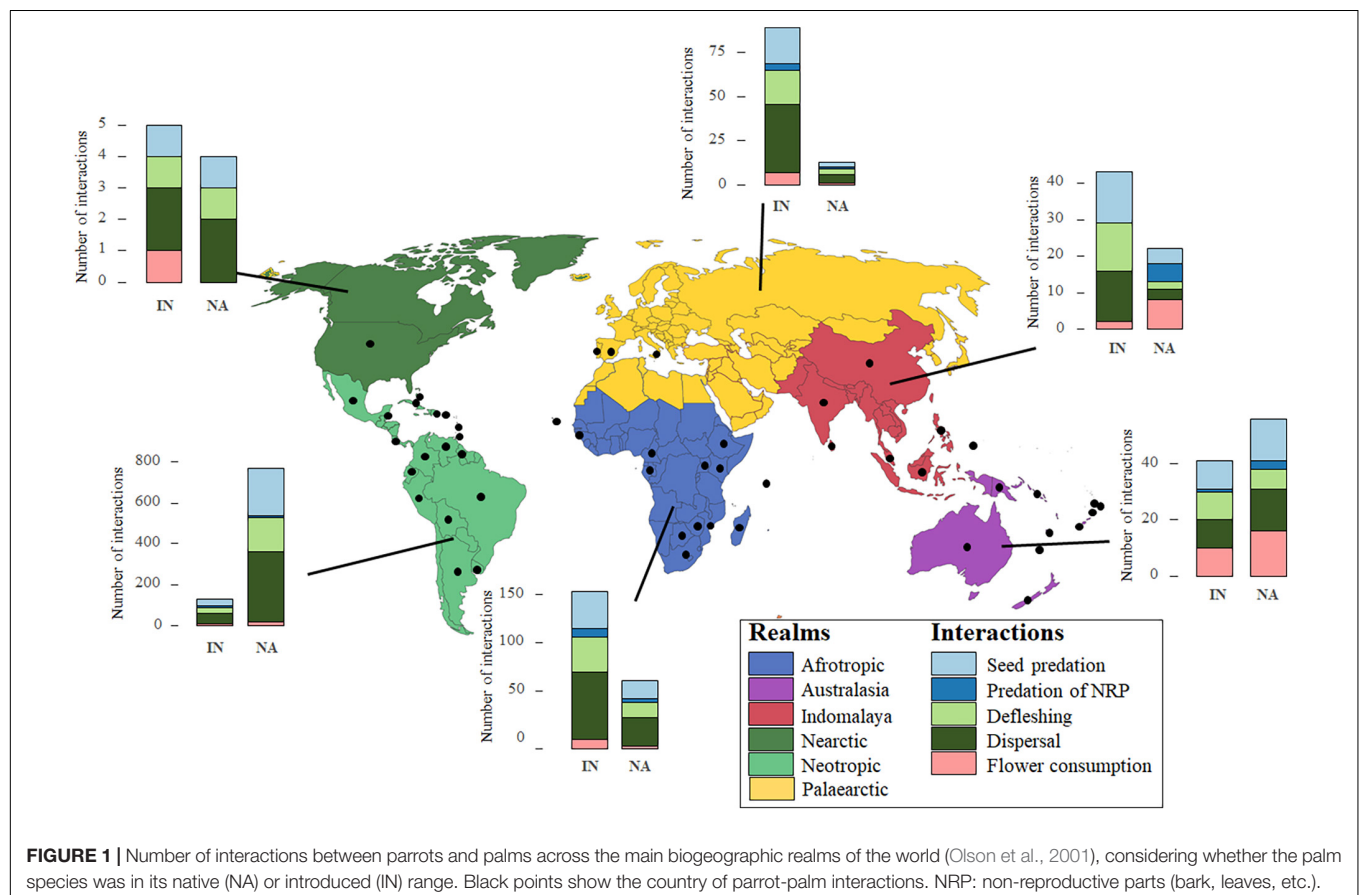 Number of interactions
75
50
25
0
IN NA
Number of interactions
5
4
3
2
1
0
IN NA
Number of interactions
40
30
20
10
0
IN NA
Number of interactions
40
20
0
IN NA
Number of interactions
800
600
400
200
0
IN NA
Number of interactions
150
100
50
0
IN NA
Realms
Afrotropic
Australasia
Indomalaya
Nearctic
Neotropic
Palaearctic
Interactions
Seed predation
Predation of NRP
Defleshing
Dispersal
Flower consumption
FIGURE 1 | Number of interactions between parrots and palms across the main biogeographic realms of the world (Olson et al., 2001), considering whether the palm
species was in its native (NA) or introduced (IN) range. Black points show the country of parrot-palm interactions. NRP: non-reproductive parts (bark, leaves, etc.).